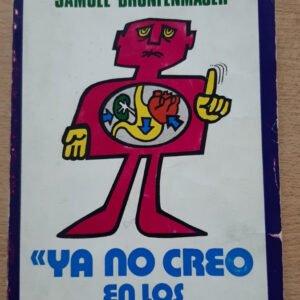 SAMUEL BRONFENMAJER
«YA NO CREO
EN LOS